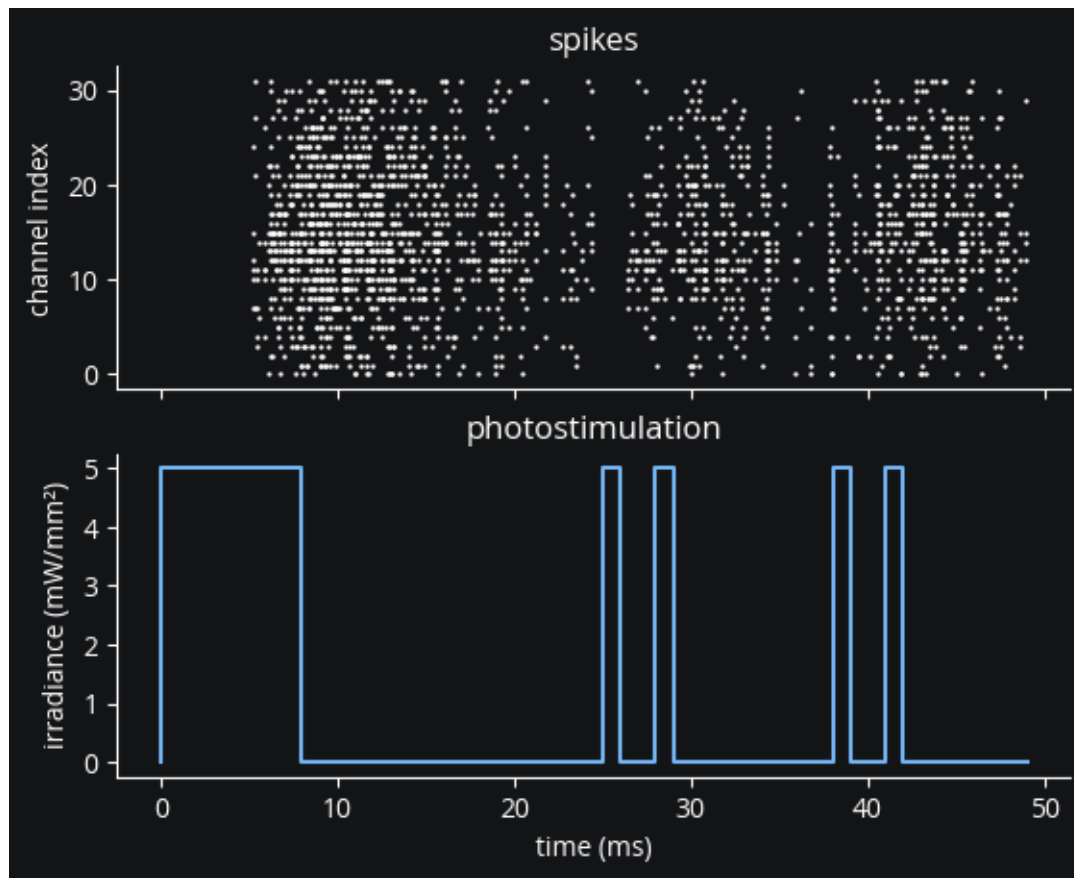 spikes
30
20
10
0
channel index
photostimulation
5
4
3
2
1
0
irradiance (mW/mm²)
0 10 20 30 40 50
time (ms)